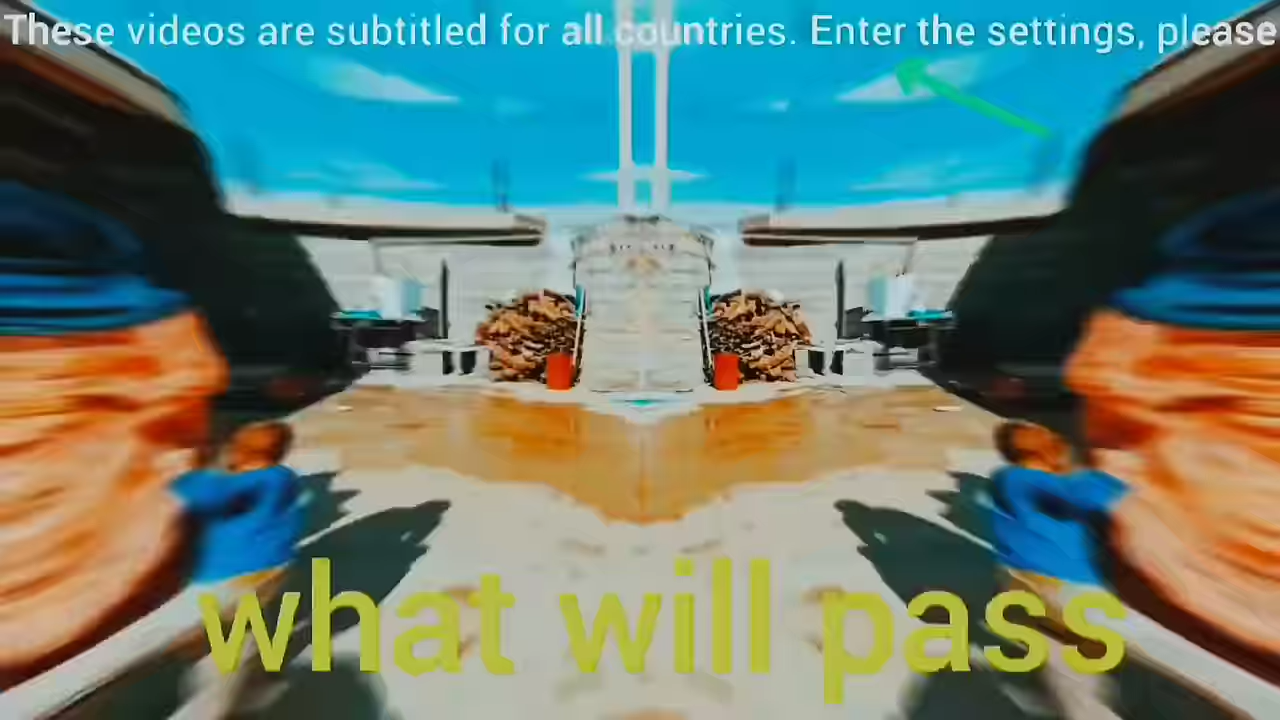 These videos are subtitled for all countries. Enter the settings, please
what will pass